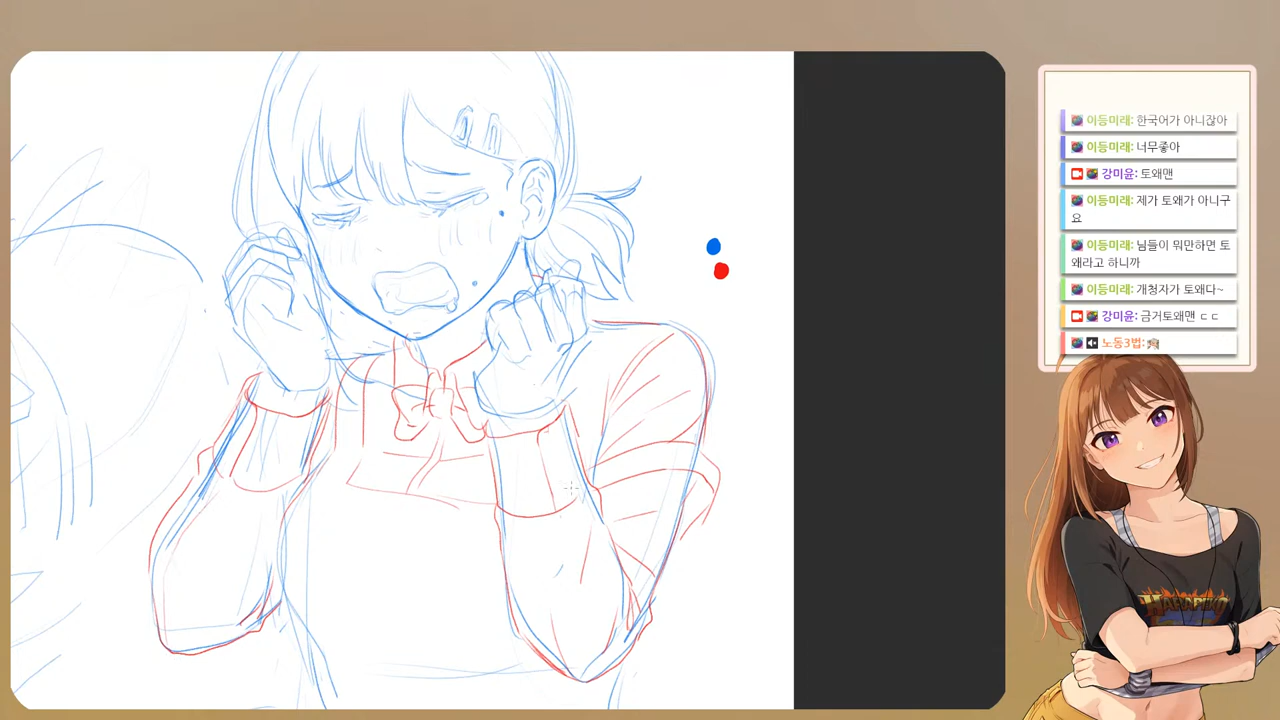 이등미래: 한국어가 아니잖아
이등미래: 너무좋아
강미윤: 토왜맨
이등미래: 제가 토왜가 아니구
요
이등미래: 님들이 뭐만하면 토
왜라고 하니까
이등미래: 개청자가 토왜다~
강미윤: 금거토왜맨 ㄷㄷ
노동3법:
HARAPEKO